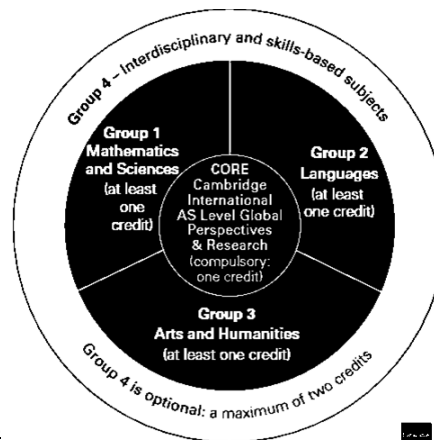 Group 4 – Interdisciplinary and skills-based subjects
Group 1
Mathematics
and Sciences
(at least
one
credit)
Group 2
Languages
(at least
one credit)
CORE
Cambridge
International
AS Level Global
Perspectives
& Research
(compulsory:
one credit)
Group 3
Arts and Humanities
(at least one credit)
Group 4 is optional: a maximum of two credits